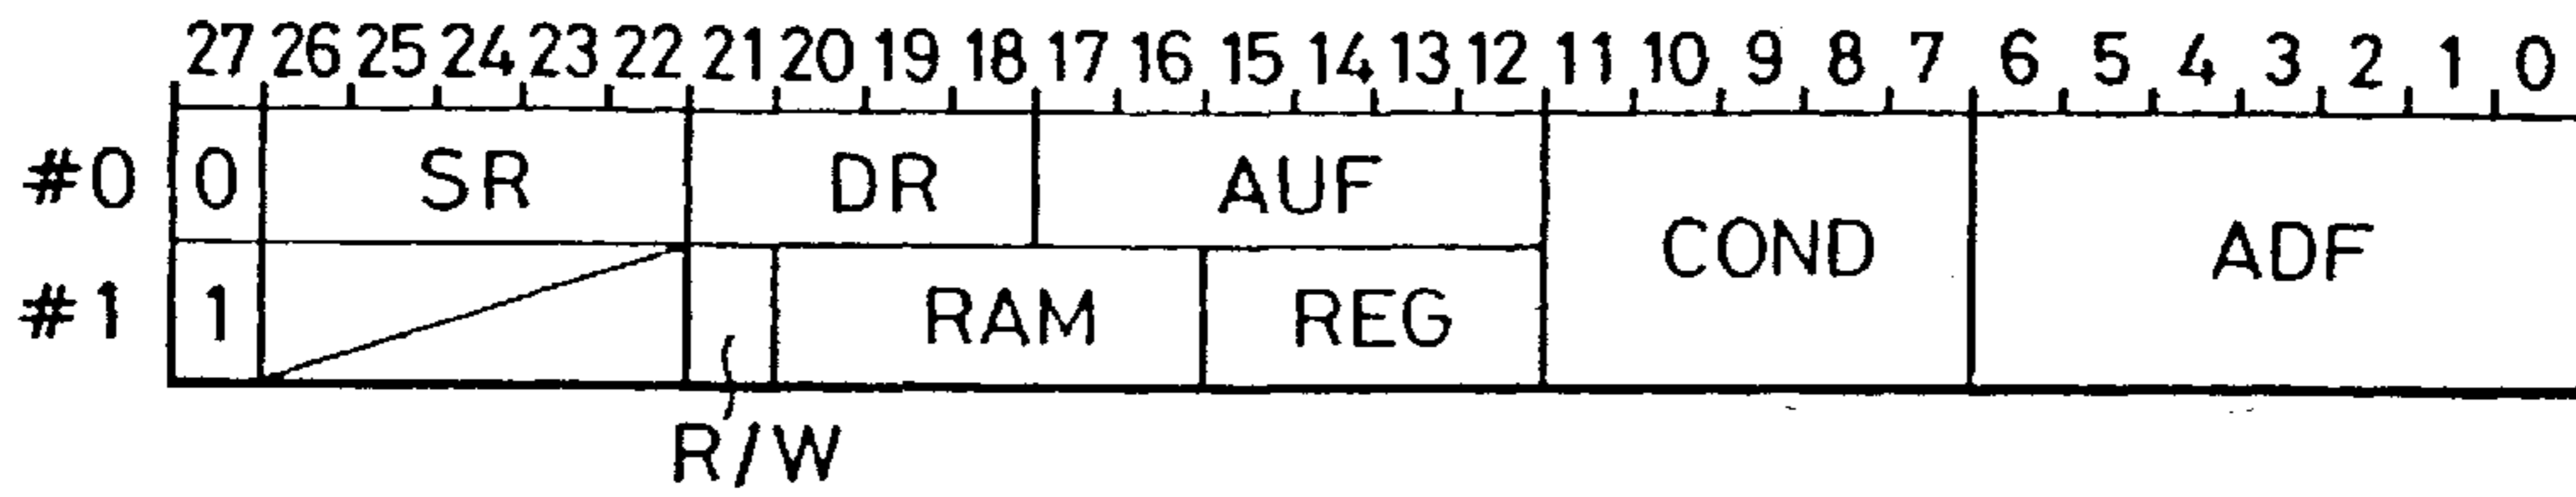 27 26 25 24 23 22 21 20 19 18 17 16 15 14 13 12 11 10 9 8 7 6 5 4 3 2 1 0
#0 0 SR DR AUF
COND ADF
#1 1 RAM REG
R/W